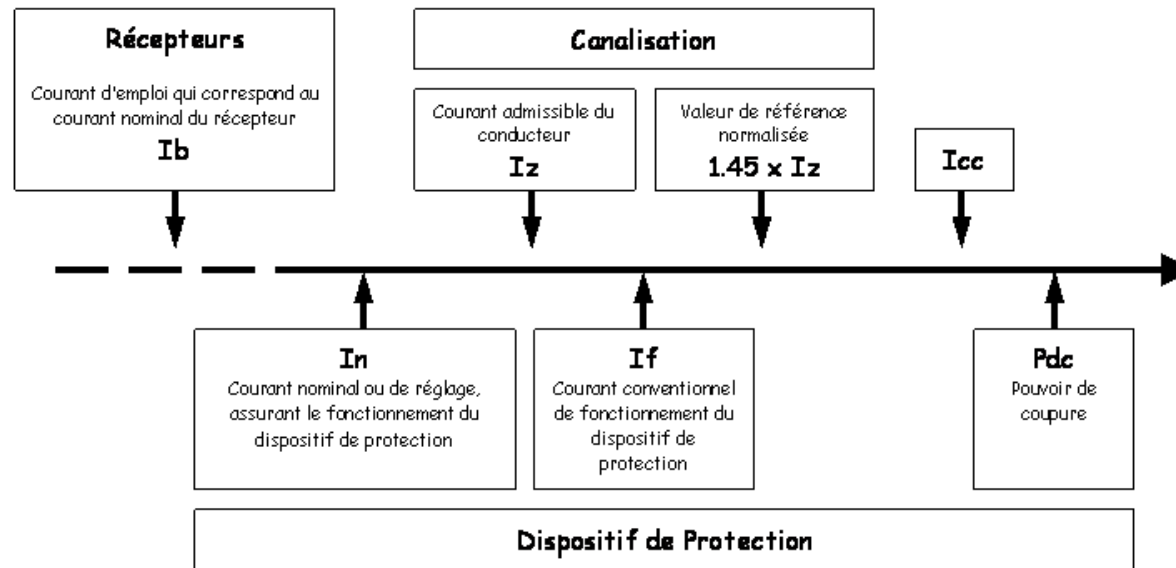 Récepteurs
Courant d'emploi qui correspond au
courant nominal du récepteur
Ib
Canalisation
Courant admissible du
conducteur
Iz
Valeur de référence
normalisée
1.45 x Iz
Icc
In
Courant nominal ou de réglage,
assurant le fonctionnement du
dispositif de protection
If
Courant conventionnel
de fonctionnement du
dispositif de
protection
Pdc
Pouvoir de
coupure
Dispositif de Protection